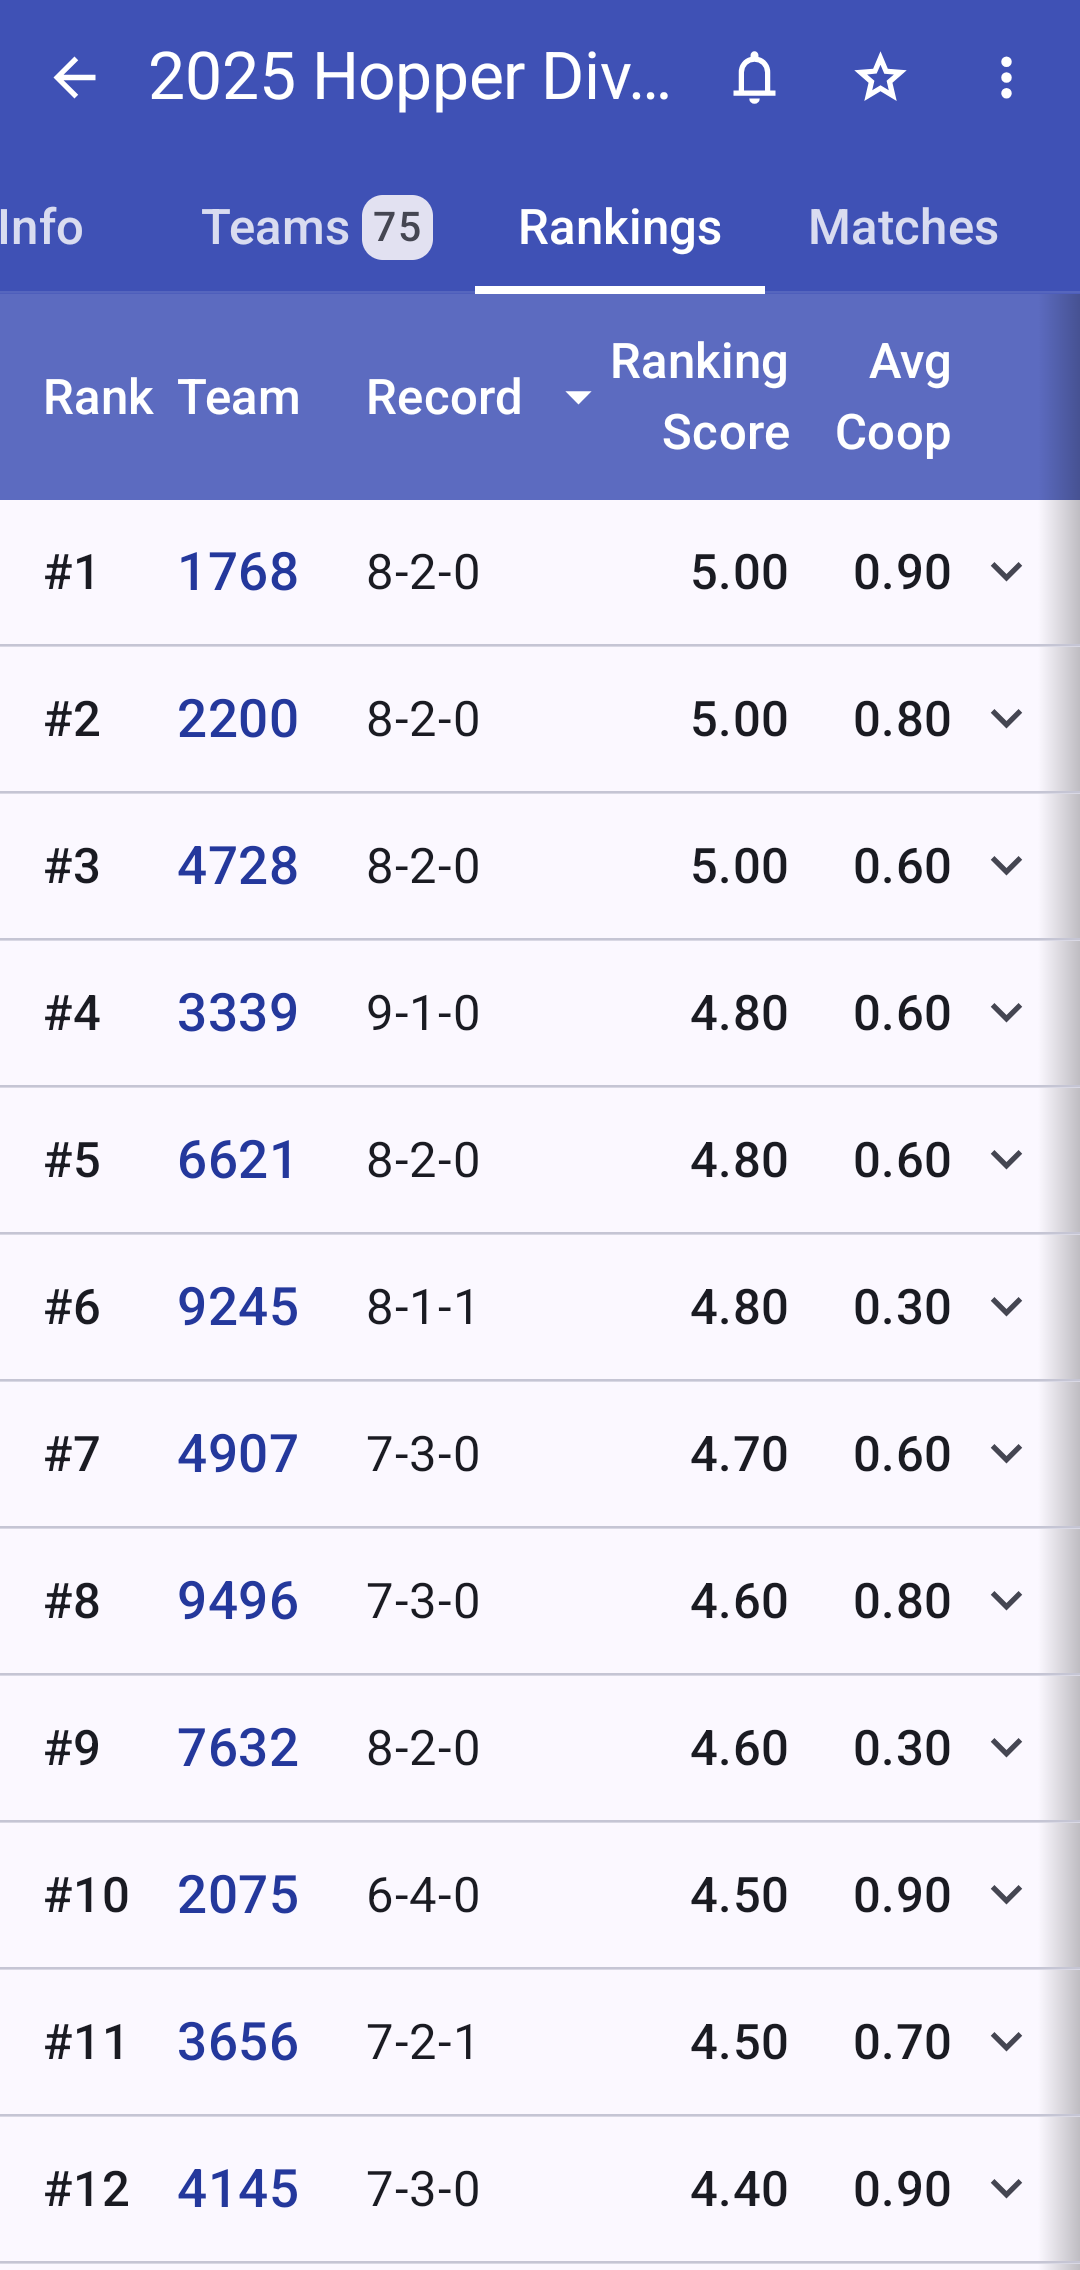 2025 Hopper Div...
Info Teams 75 Rankings Matches
Rank Team Record Ranking Score Avg Coop
#1 1768 8-2-0 5.00 0.90
#2 2200 8-2-0 5.00 0.80
#3 4728 8-2-0 5.00 0.60
#4 3339 9-1-0 4.80 0.60
#5 6621 8-2-0 4.80 0.60
#6 9245 8-1-1 4.80 0.30
#7 4907 7-3-0 4.70 0.60
#8 9496 7-3-0 4.60 0.80
#9 7632 8-2-0 4.60 0.30
#10 2075 6-4-0 4.50 0.90
#11 3656 7-2-1 4.50 0.70
#12 4145 7-3-0 4.40 0.90